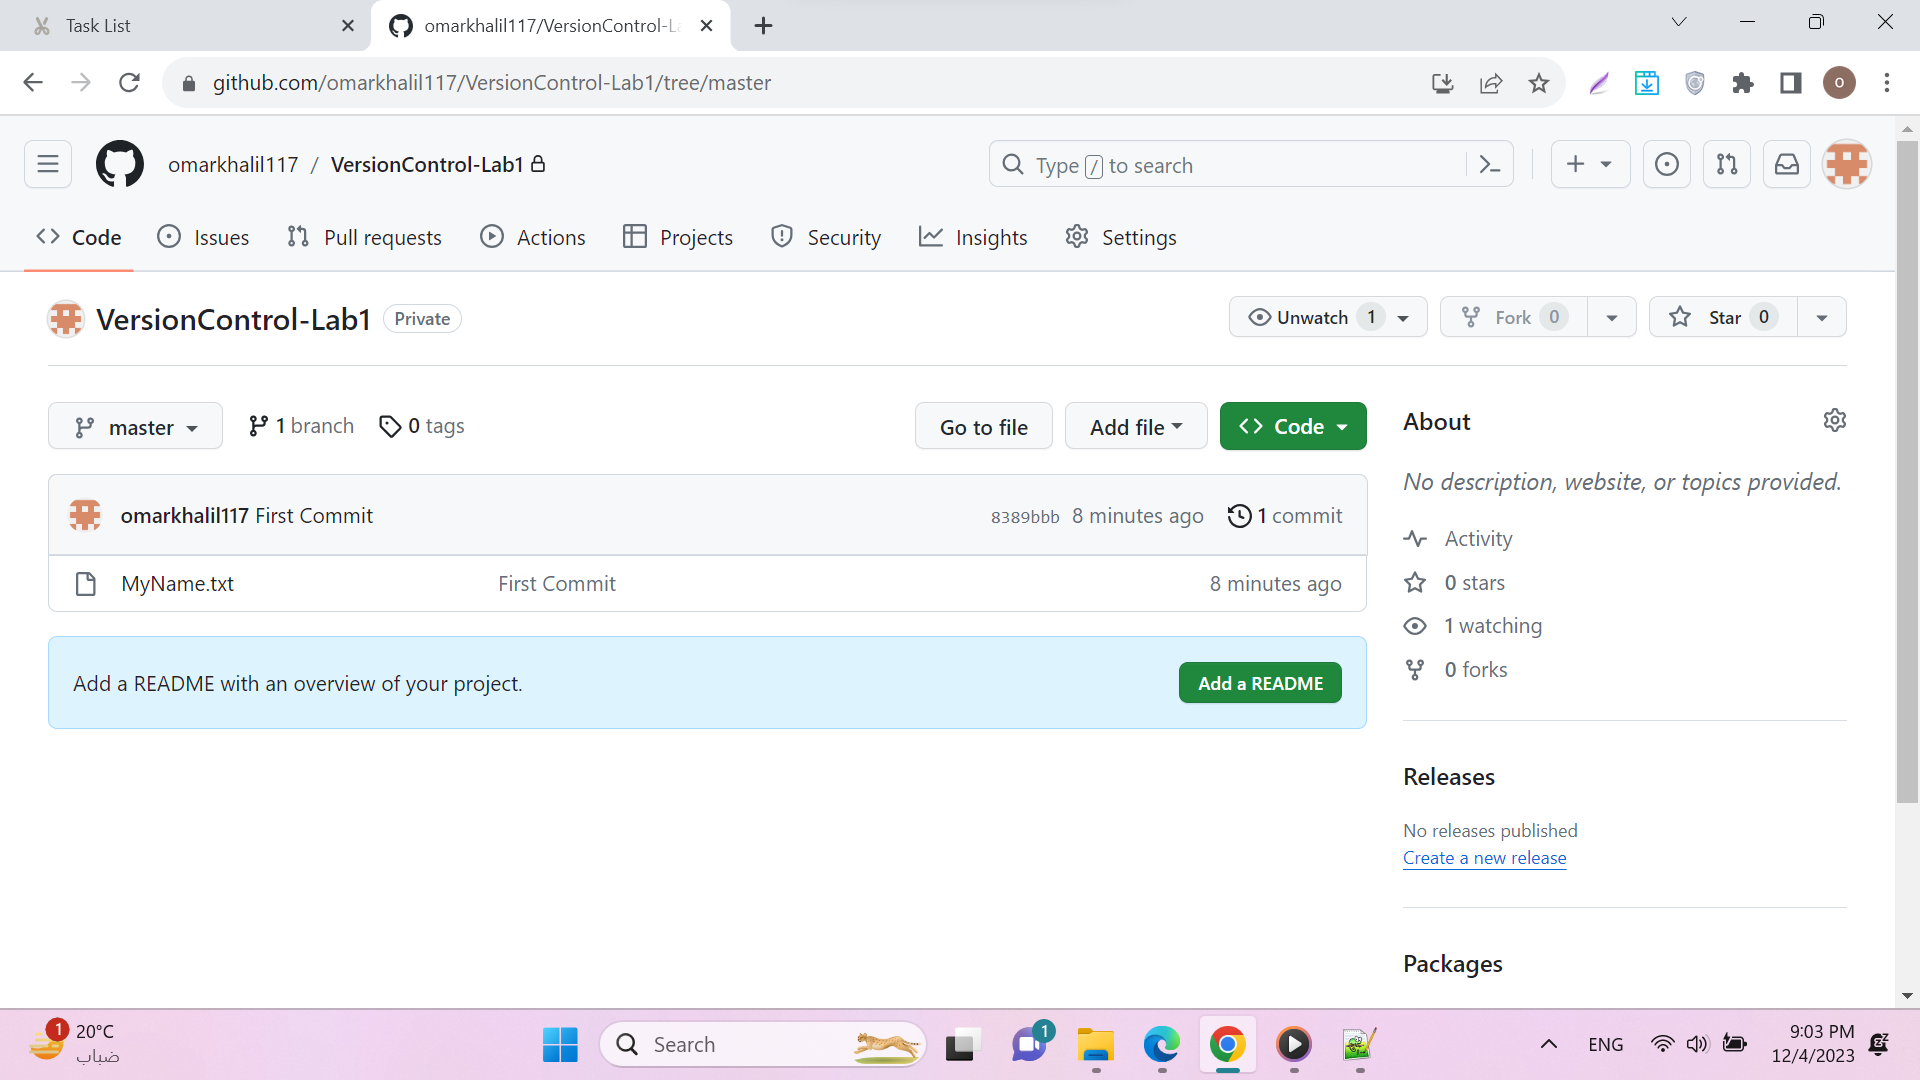 Task List
omarkhalil117/VersionControl-La
github.com/omarkhalil117/VersionControl-Lab1/tree/master
O
omarkhalil117 / VersionControl-Lab1
Type / to search
Code
Issues
Pull requests
Actions
Projects
Security
Insights
Settings
VersionControl-Lab1 Private
Unwatch 1
Fork 0
Star 0
master
1 branch
0 tags
Go to file
Add file
Code
omarkhalil117 First Commit
8389bbb 8 minutes ago
1 commit
MyName.txt
First Commit
8 minutes ago
Add a README with an overview of your project.
Add a README
About
No description, website, or topics provided.
Activity
0 stars
1 watching
0 forks
Releases
No releases published
Create a new release
Packages
1
20°C
ضباب
Search
1
ENG
9:03 PM
12/4/2023